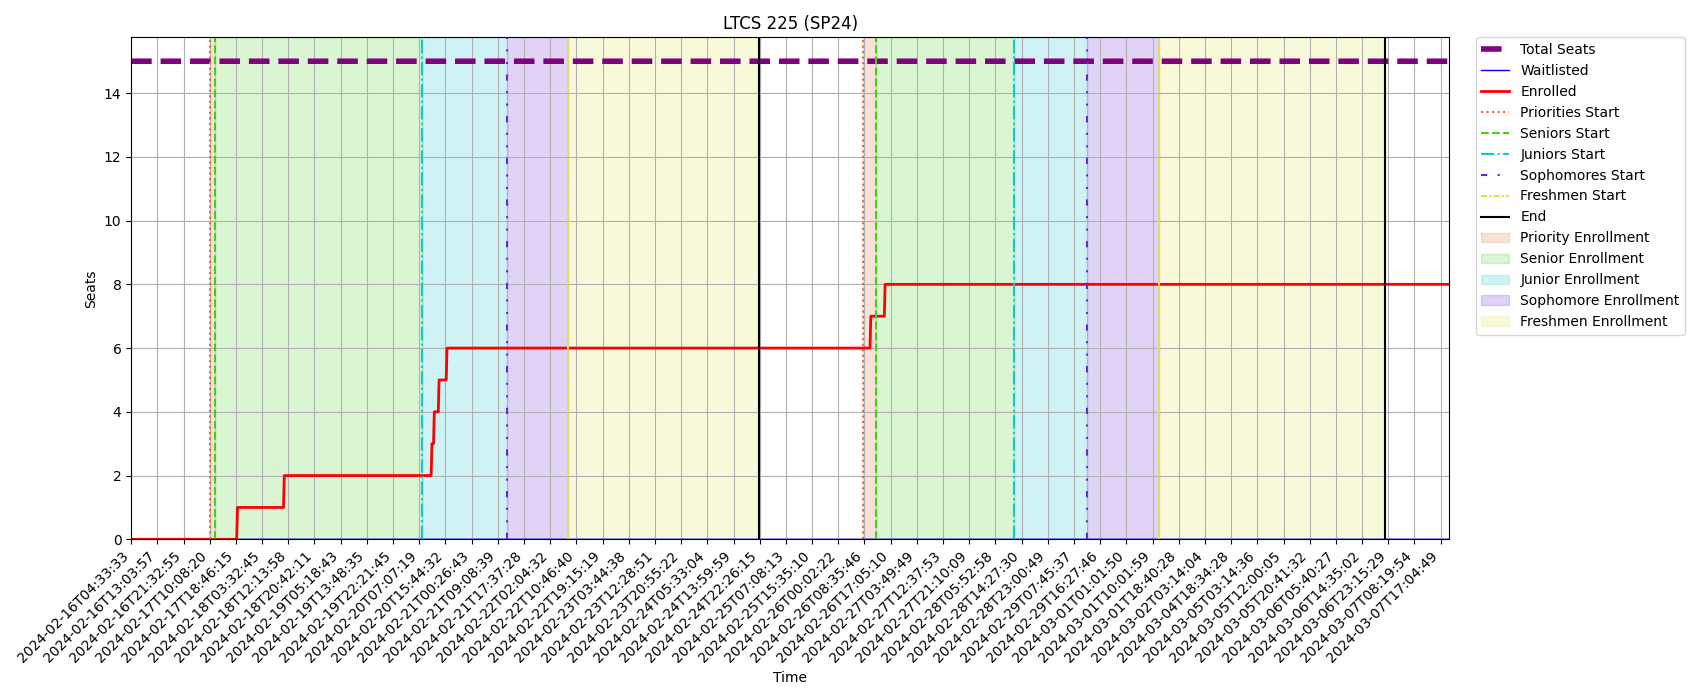 LTCS 225 (SP24)
Total Seats
Waitlisted
Enrolled
Priorities Start
Seniors Start
Juniors Start
Sophomores Start
Freshmen Start
End
Priority Enrollment
Senior Enrollment
Junior Enrollment
Sophomore Enrollment
Freshmen Enrollment
Seats
14
12
10
8
6
4
2
0
2024-02-16T04:33:33
2024-02-16T13:03:57
2024-02-16T21:32:55
2024-02-17T10:08:20
2024-02-17T18:46:15
2024-02-18T03:32:45
2024-02-18T12:13:58
2024-02-18T20:42:11
2024-02-19T05:18:43
2024-02-19T13:48:35
2024-02-19T22:21:45
2024-02-20T07:07:19
2024-02-20T15:44:32
2024-02-21T00:26:43
2024-02-21T09:08:39
2024-02-21T17:37:28
2024-02-22T02:04:32
2024-02-22T10:46:40
2024-02-22T19:15:19
2024-02-23T03:44:38
2024-02-23T12:28:51
2024-02-23T20:55:22
2024-02-24T05:33:04
2024-02-24T13:59:59
2024-02-24T22:26:15
2024-02-25T07:08:13
2024-02-25T15:35:10
2024-02-26T00:02:22
2024-02-26T08:35:46
2024-02-26T17:05:10
2024-02-27T03:49:49
2024-02-27T12:37:53
2024-02-27T21:10:09
2024-02-28T05:52:58
2024-02-28T14:27:30
2024-02-28T23:00:49
2024-02-29T07:45:37
2024-02-29T16:27:46
2024-03-01T01:01:50
2024-03-01T10:01:59
2024-03-01T18:40:28
2024-03-02T03:14:04
2024-03-04T18:34:28
2024-03-05T03:14:36
2024-03-05T12:00:05
2024-03-05T20:41:32
2024-03-06T05:40:27
2024-03-06T14:35:02
2024-03-06T23:15:29
2024-03-07T08:19:54
2024-03-07T17:04:49
Time